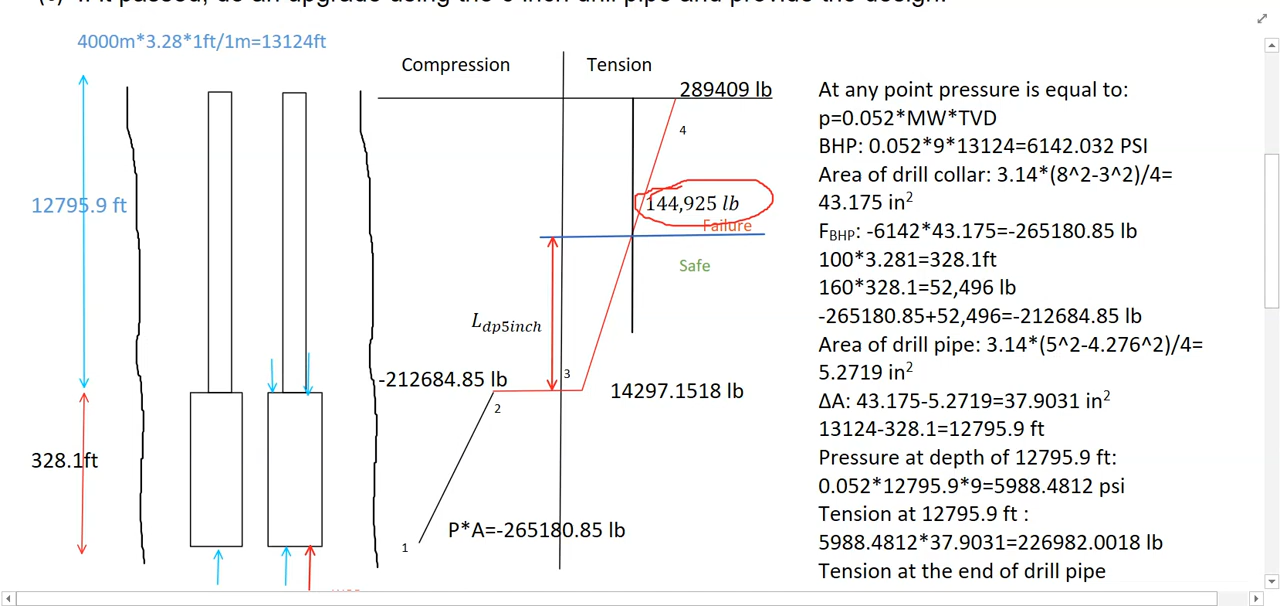 4000m*3.28*1ft/1m=13124ft
Compression
Tension
289409 lb
4
12795.9 ft
144,925 lb
Failure
Safe
L_dp5inch
-212684.85 lb
3
14297.1518 lb
2
328.1ft
P*A=-265180.85 lb
1
At any point pressure is equal to:
p=0.052*MW*TVD
BHP: 0.052*9*13124=6142.032 PSI
Area of drill collar: 3.14*(8^2-3^2)/4=
43.175 in²
F_BHP: -6142*43.175=-265180.85 lb
100*3.281=328.1ft
160*328.1=52,496 lb
-265180.85+52,496=-212684.85 lb
Area of drill pipe: 3.14*(5^2-4.276^2)/4=
5.2719 in²
ΔA: 43.175-5.2719=37.9031 in²
13124-328.1=12795.9 ft
Pressure at depth of 12795.9 ft:
0.052*12795.9*9=5988.4812 psi
Tension at 12795.9 ft :
5988.4812*37.9031=226982.0018 lb
Tension at the end of drill pipe